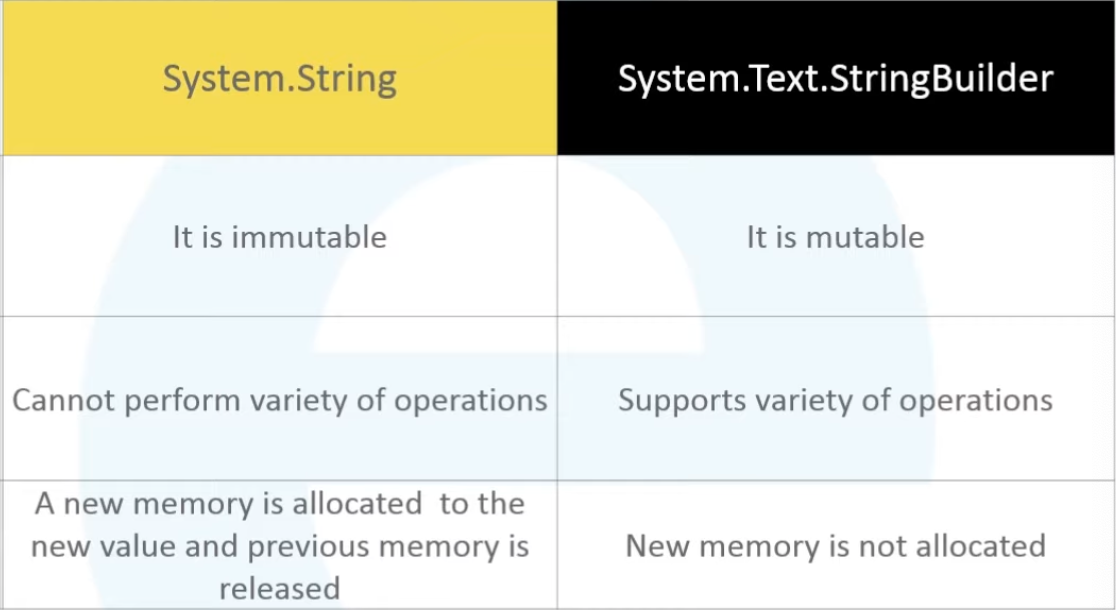 System.String
System.Text.StringBuilder
It is immutable
It is mutable
Cannot perform variety of operations
Supports variety of operations
A new memory is allocated  to the
new value and previous memory is
released
New memory is not allocated